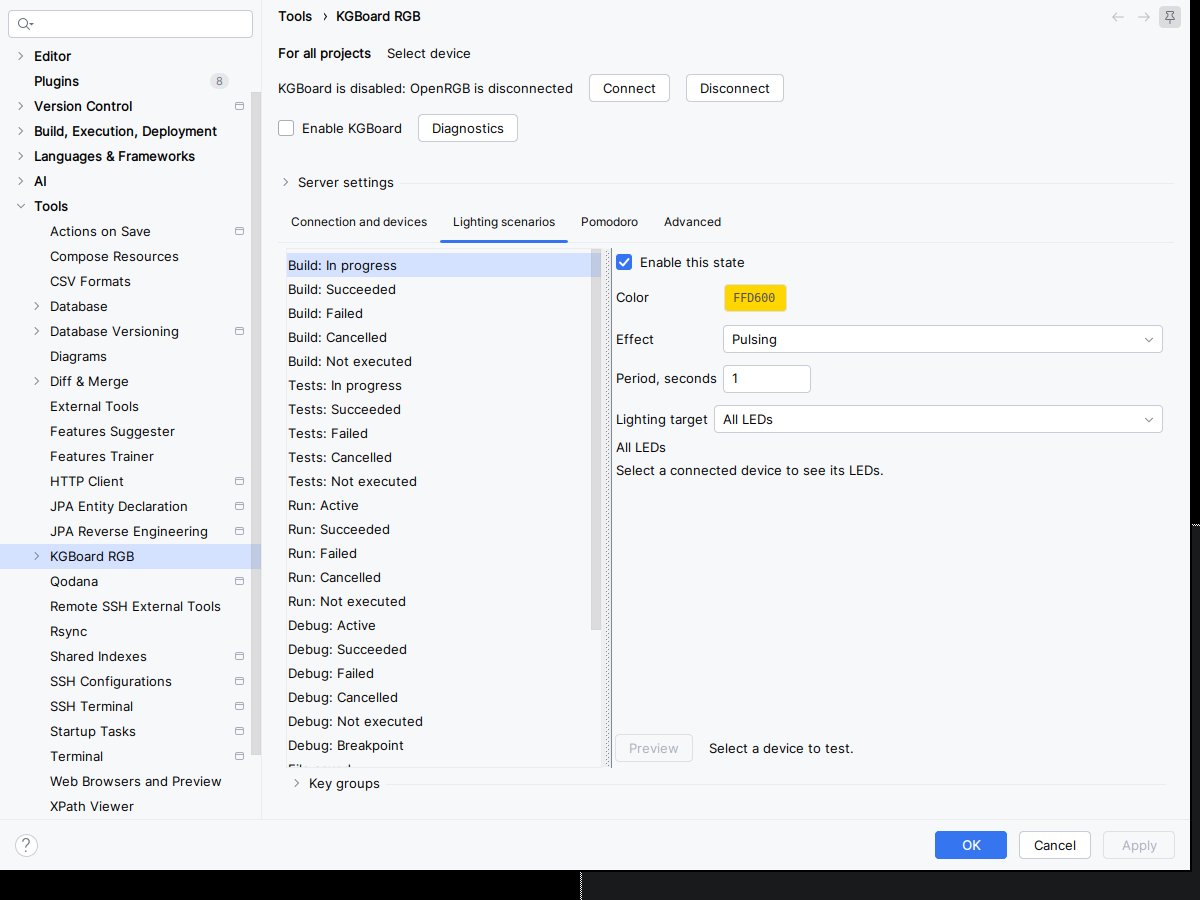 Tools › KGBoard RGB
Editor
Plugins 8
Version Control
Build, Execution, Deployment
Languages & Frameworks
AI
Tools
Actions on Save
Compose Resources
CSV Formats
Database
Database Versioning
Diagrams
Diff & Merge
External Tools
Features Suggester
Features Trainer
HTTP Client
JPA Entity Declaration
JPA Reverse Engineering
KGBoard RGB
Qodana
Remote SSH External Tools
Rsync
Shared Indexes
SSH Configurations
SSH Terminal
Startup Tasks
Terminal
Web Browsers and Preview
XPath Viewer
For all projects Select device
KGBoard is disabled: OpenRGB is disconnected Connect Disconnect
Enable KGBoard Diagnostics
Server settings
Connection and devices Lighting scenarios Pomodoro Advanced
Build: In progress
Build: Succeeded
Build: Failed
Build: Cancelled
Build: Not executed
Tests: In progress
Tests: Succeeded
Tests: Failed
Tests: Cancelled
Tests: Not executed
Run: Active
Run: Succeeded
Run: Failed
Run: Cancelled
Run: Not executed
Debug: Active
Debug: Succeeded
Debug: Failed
Debug: Cancelled
Debug: Not executed
Debug: Breakpoint
Enable this state
Color FFD600
Effect Pulsing
Period, seconds 1
Lighting target All LEDs
All LEDs
Select a connected device to see its LEDs.
Preview Select a device to test.
Key groups
? OK Cancel Apply